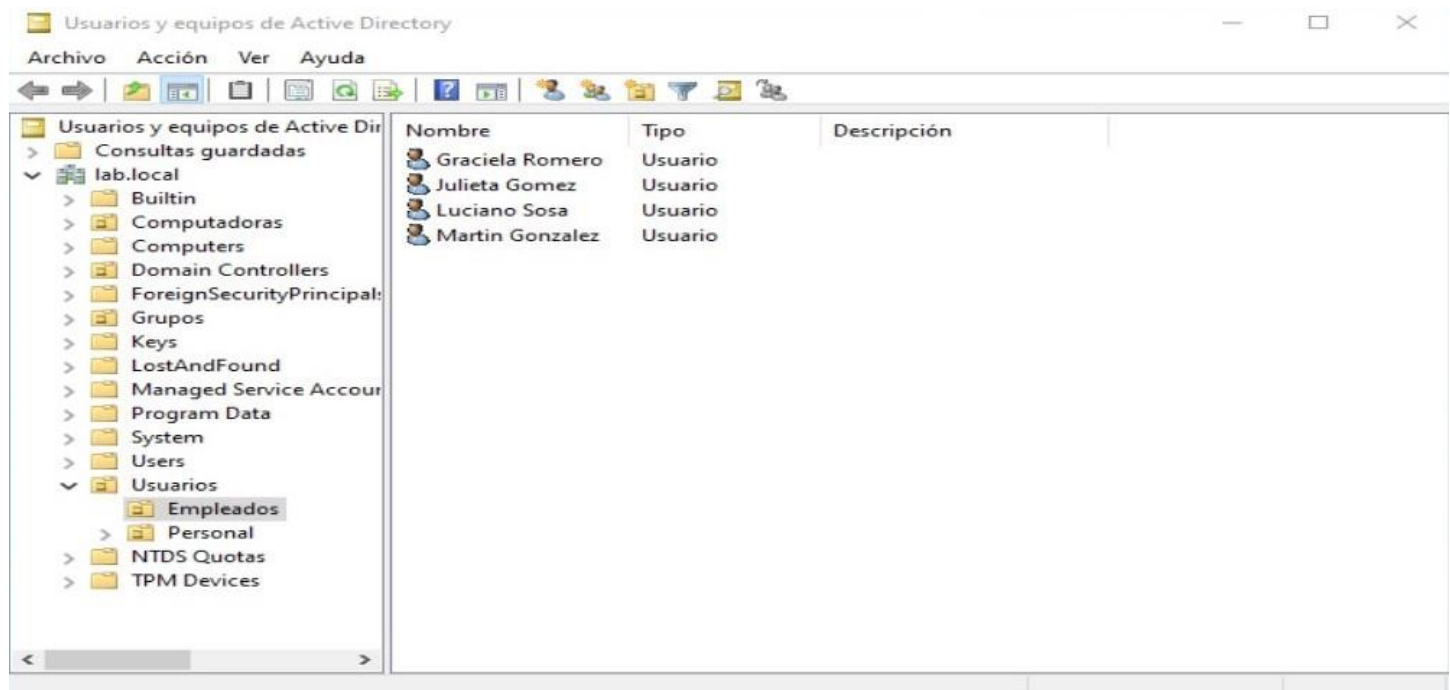 Usuarios y equipos de Active Directory
Archivo Acción Ver Ayuda
Usuarios y equipos de Active Dir
Consultas guardadas
lab.local
Builtin
Computadoras
Computers
Domain Controllers
ForeignSecurityPrincipals
Grupos
Keys
LostAndFound
Managed Service Accour
Program Data
System
Users
Usuarios
Empleados
Personal
NTDS Quotas
TPM Devices
Nombre Tipo Descripción
Graciela Romero Usuario
Julieta Gomez Usuario
Luciano Sosa Usuario
Martin Gonzalez Usuario